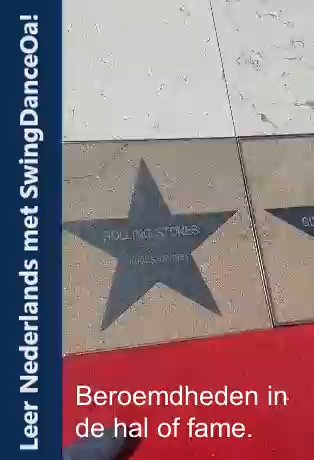 Leer Nederlands met SwingDanceOa!
ROLLING STONES
Beroemdheden in
de hal of fame.